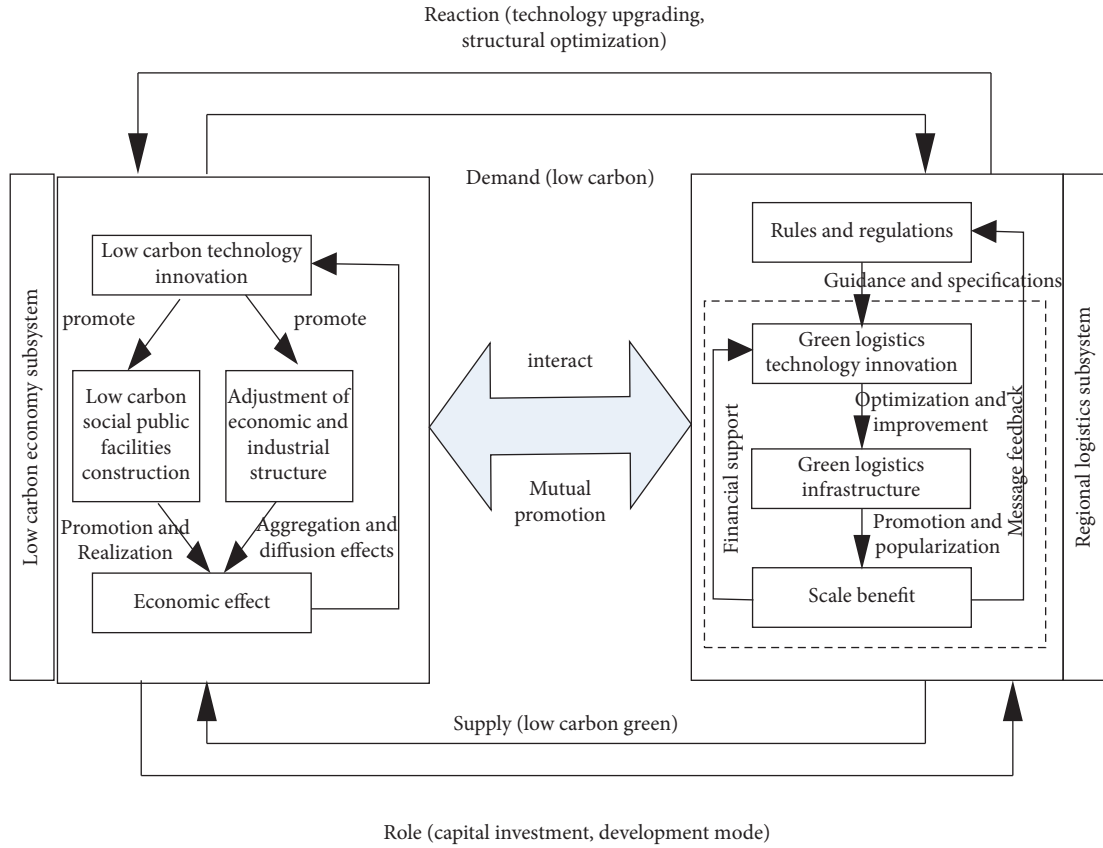 Reaction (technology upgrading,
structural optimization)
Demand (low carbon)
Low carbon economy subsystem
Low carbon technology
innovation
promote
promote
Low carbon
social public
facilities
construction
Adjustment of
economic and
industrial
structure
Promotion and
Realization
Aggregation and
diffusion effects
Economic effect
interact
Mutual
promotion
Rules and regulations
Guidance and specifications
Green logistics
technology innovation
Optimization and
improvement
Green logistics
infrastructure
Promotion and
popularization
Scale benefit
Financial support
Message feedback
Regional logistics subsystem
Supply (low carbon green)
Role (capital investment, development mode)